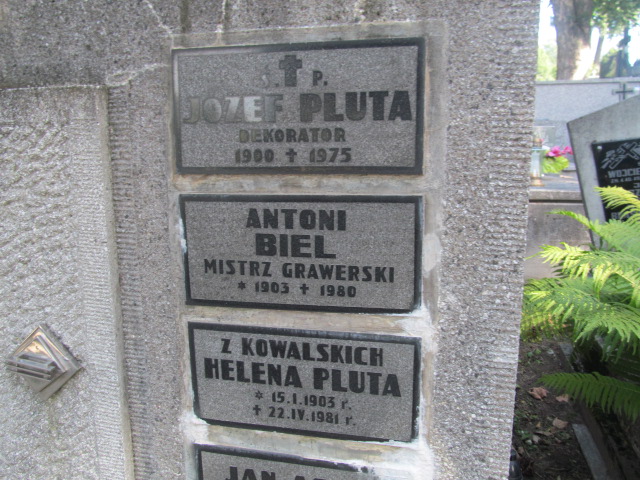 Ś. P.
JÓZEF PLUTA
DEKORATOR
1900 ✝ 1975
ANTONI
BIEL
MISTRZ GRAWERSKI
* 1903 ✝ 1980
Z KOWALSKICH
HELENA PLUTA
* 15.I.1903 r.
✝ 22.IV.1981 r.
JAN